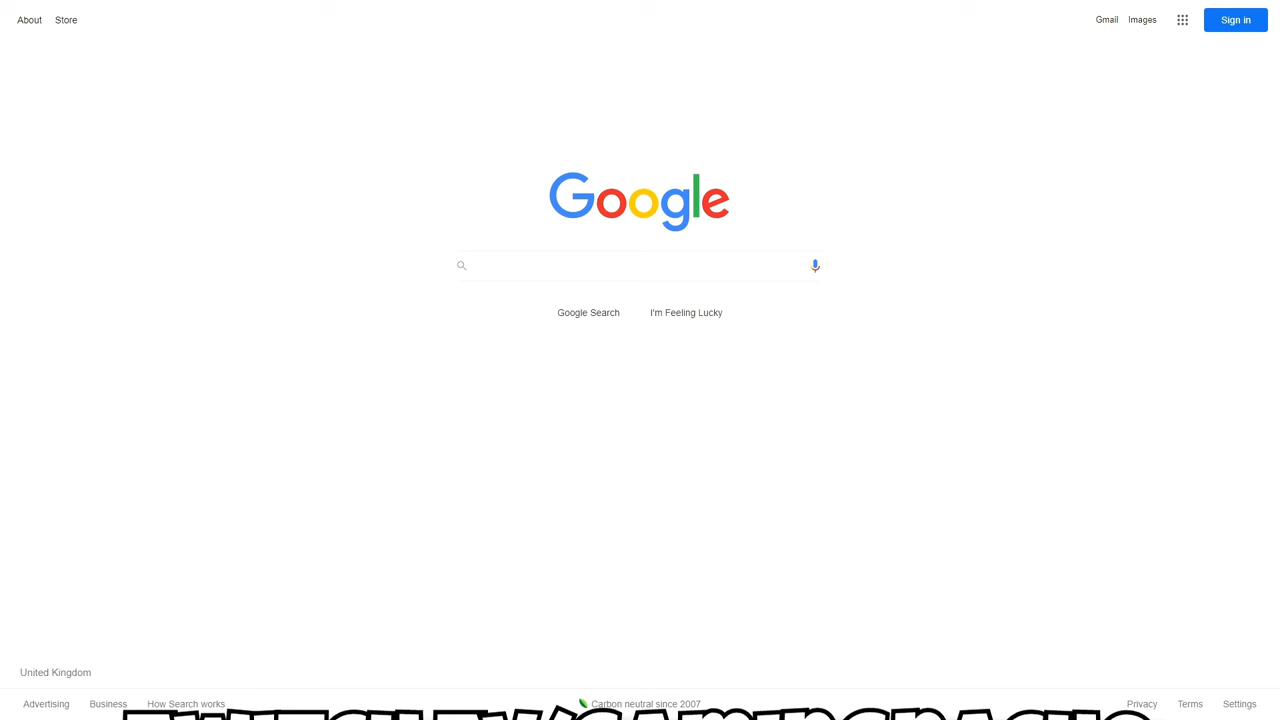 About Store
Gmail Images Sign in
Google
Google Search I'm Feeling Lucky
United Kingdom
Advertising Business How Search works Carbon neutral since 2007 Privacy Terms Settings